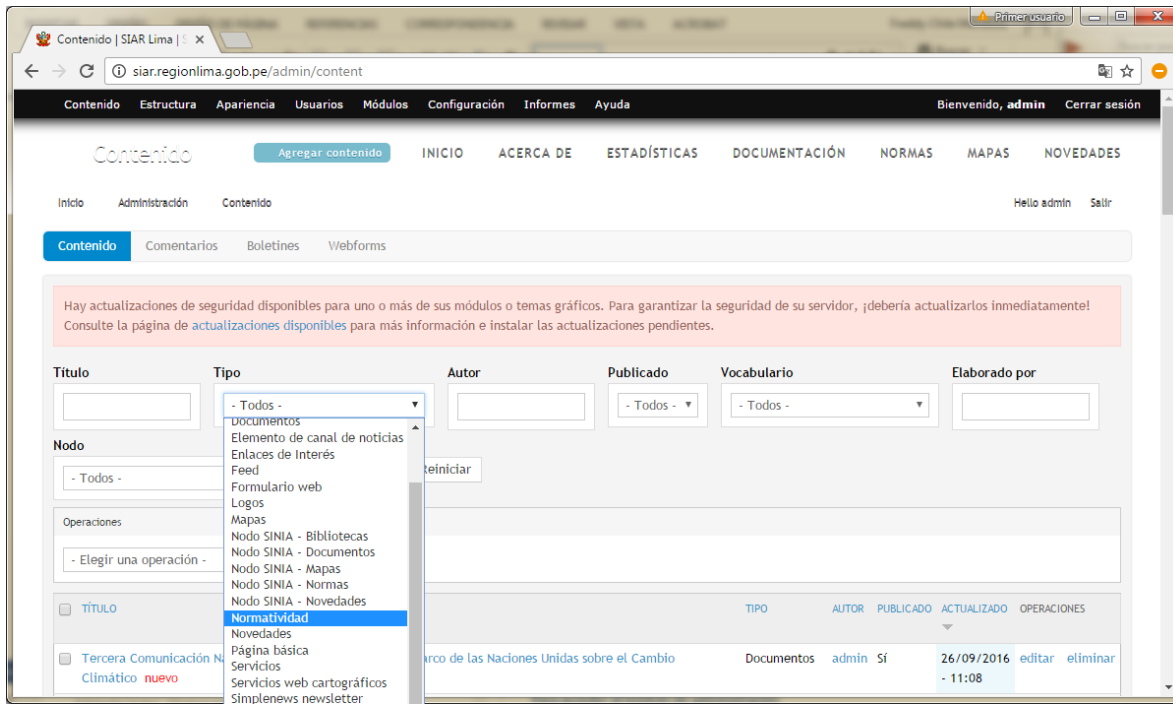 Primer usuario
Contenido | SIAR Lima | S
siar.regionlima.gob.pe/admin/content
Contenido Estructura Apariencia Usuarios Módulos Configuración Informes Ayuda Bienvenido, admin Cerrar sesión
Contenido Agregar contenido INICIO ACERCA DE ESTADÍSTICAS DOCUMENTACIÓN NORMAS MAPAS NOVEDADES
Inicio Administración Contenido Hello admin Salir
Contenido Comentarios Boletines Webforms
Hay actualizaciones de seguridad disponibles para uno o más de sus módulos o temas gráficos. Para garantizar la seguridad de su servidor, ¡debería actualizarlos inmediatamente!
Consulte la página de actualizaciones disponibles para más información e instalar las actualizaciones pendientes.
Título Tipo Autor Publicado Vocabulario Elaborado por
- Todos - - Todos - - Todos -
Documentos
Elemento de canal de noticias
Nodo
Enlaces de Interés
Feed
Reiniciar
- Todos -
Formulario web
Logos
Mapas
Operaciones
Nodo SINIA - Bibliotecas
Nodo SINIA - Documentos
- Elegir una operación -
Nodo SINIA - Mapas
Nodo SINIA - Normas
Nodo SINIA - Novedades
Normatividad
TÍTULO TIPO AUTOR PUBLICADO ACTUALIZADO OPERACIONES
Novedades
Página básica
Servicios
Servicios web cartográficos
Simplenews newsletter
Tercera Comunicación Na arco de las Naciones Unidas sobre el Cambio Documentos admin Sí 26/09/2016 editar eliminar
Climático nuevo - 11:08